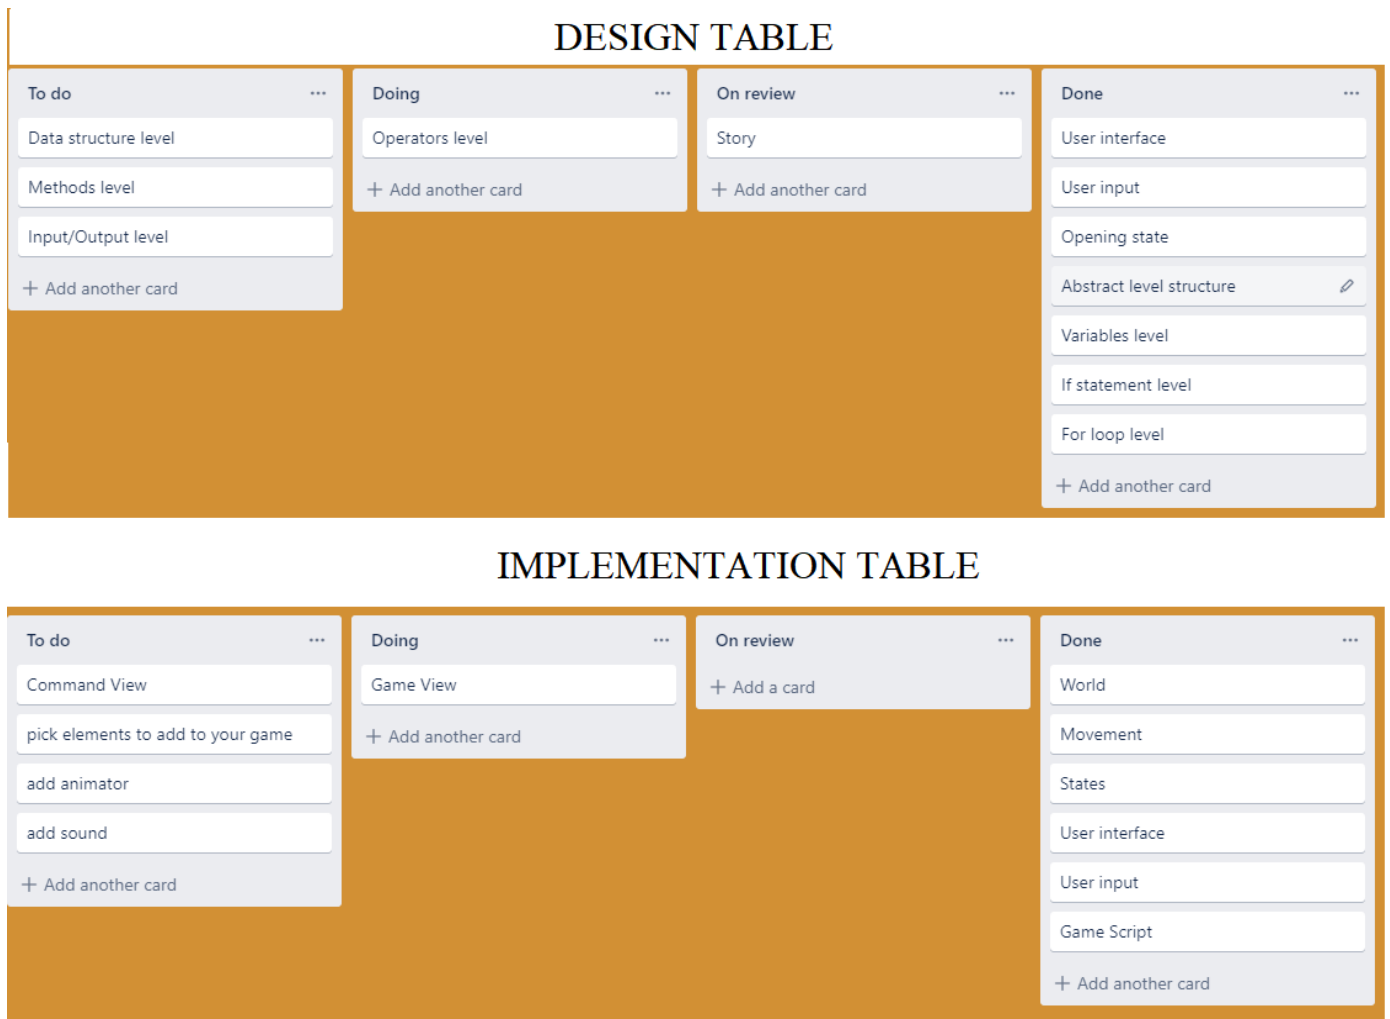 DESIGN TABLE
To do
Data structure level
Methods level
Input/Output level
+ Add another card
Doing
Operators level
+ Add another card
On review
Story
+ Add another card
Done
User interface
User input
Opening state
Abstract level structure
Variables level
If statement level
For loop level
+ Add another card
IMPLEMENTATION TABLE
To do
Command View
pick elements to add to your game
add animator
add sound
+ Add another card
Doing
Game View
+ Add another card
On review
+ Add a card
Done
World
Movement
States
User interface
User input
Game Script
+ Add another card